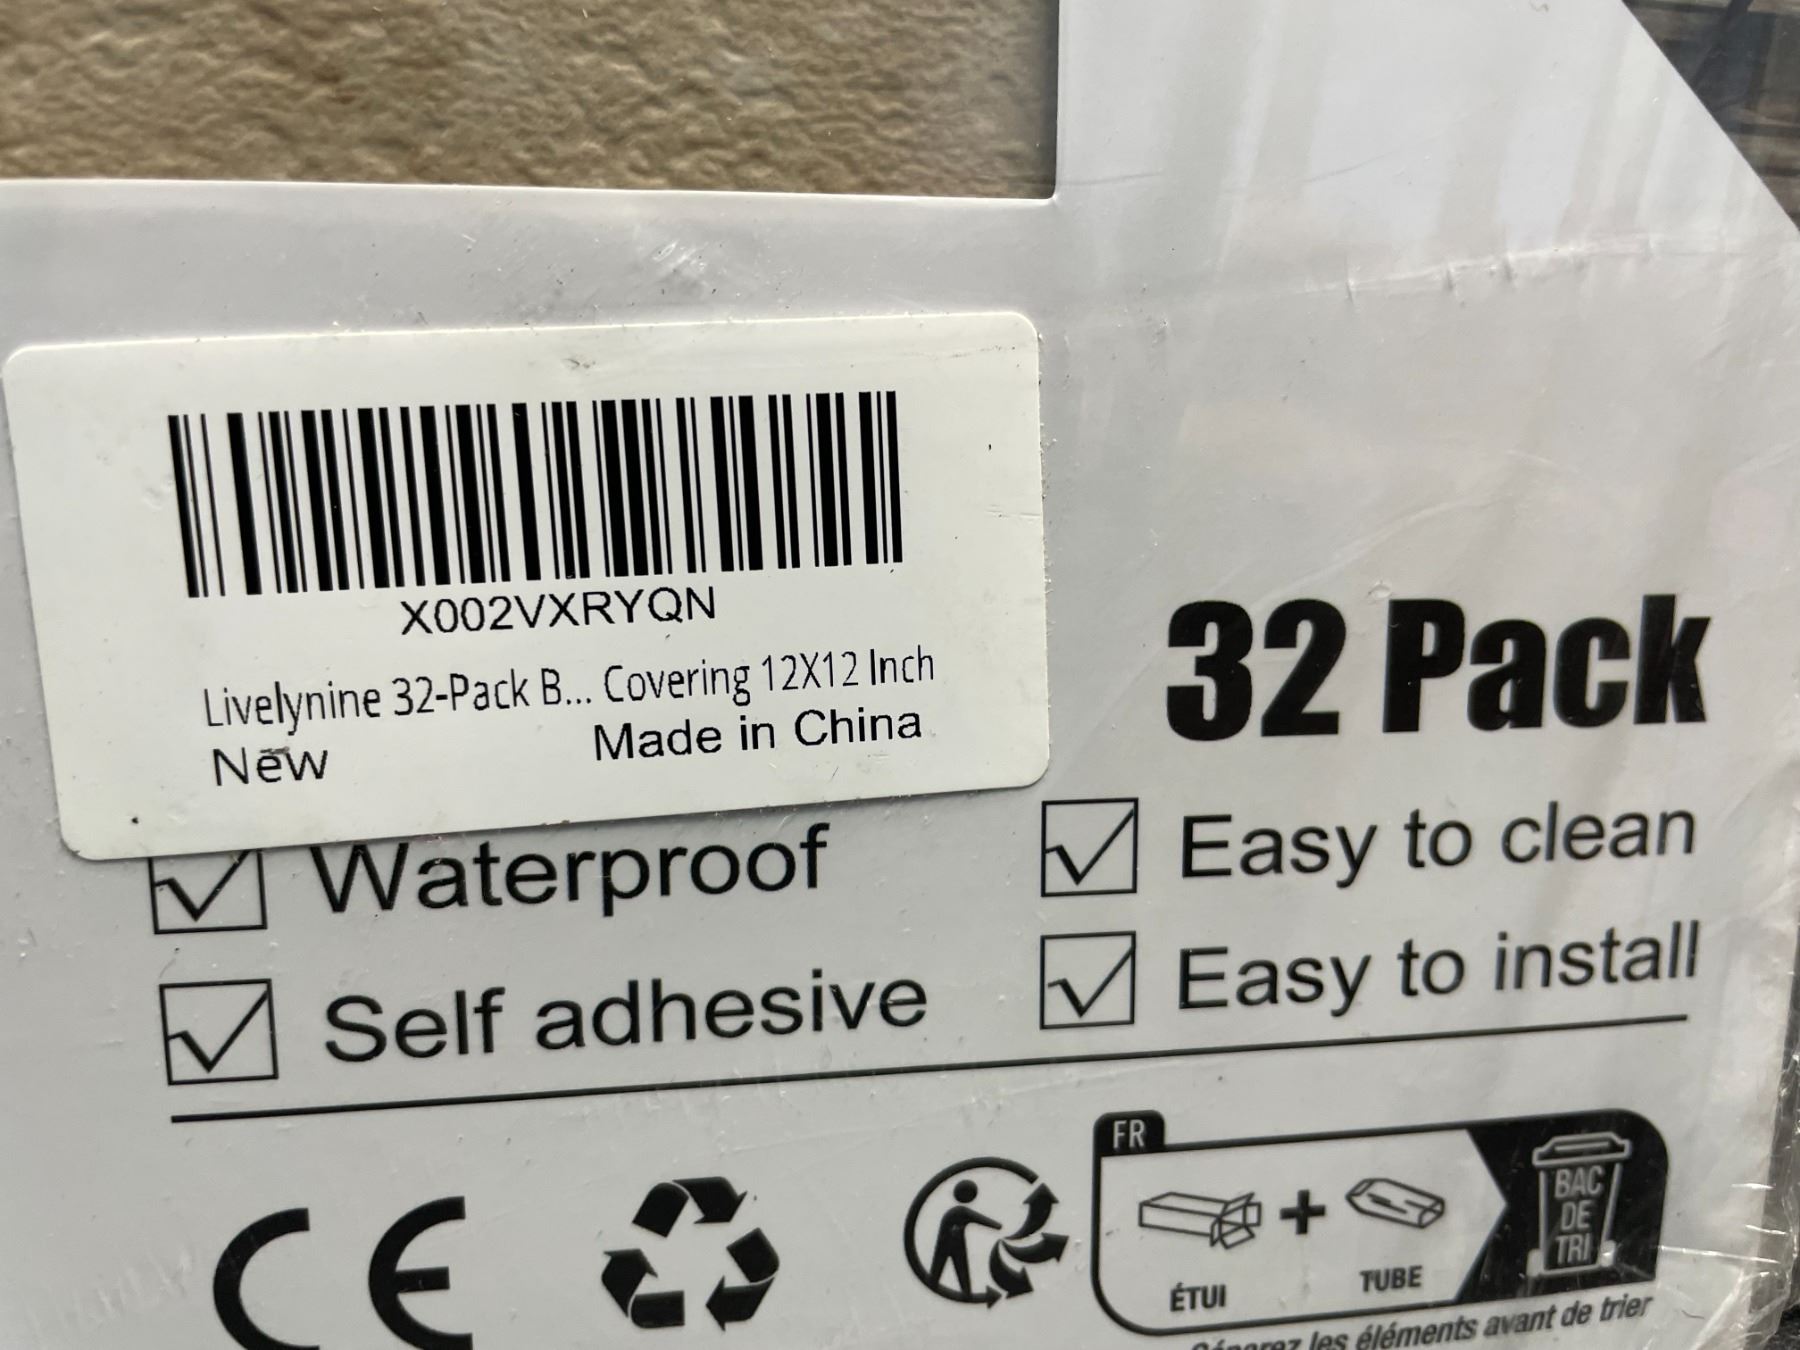 X002VXRYQN
Livelynine 32-Pack B... Covering 12X12 Inch
New
Made in China
32 Pack
Waterproof
Easy to clean
Self adhesive
Easy to install
CE
FR
ÉTUI
+
TUBE
BAC
DE
TRI
Séparez les éléments avant de trier